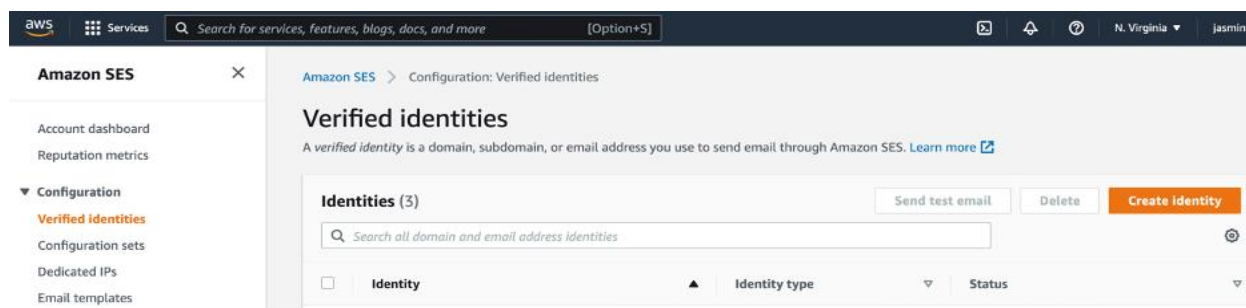 aws Services Search for services, features, blogs, docs, and more [Option+S] N. Virginia ▼ jasmin
Amazon SES ×
Account dashboard
Reputation metrics
▼ Configuration
Verified identities
Configuration sets
Dedicated IPs
Email templates
Amazon SES > Configuration: Verified identities
Verified identities
A verified identity is a domain, subdomain, or email address you use to send email through Amazon SES. Learn more
Identities (3) Send test email Delete Create identity
Search all domain and email address identities
Identity ▲ Identity type ▽ Status ▽